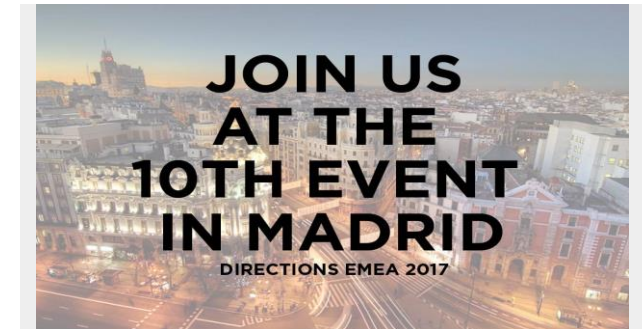 JOIN US
AT THE
10TH EVENT
IN MADRID
DIRECTIONS EMEA 2017